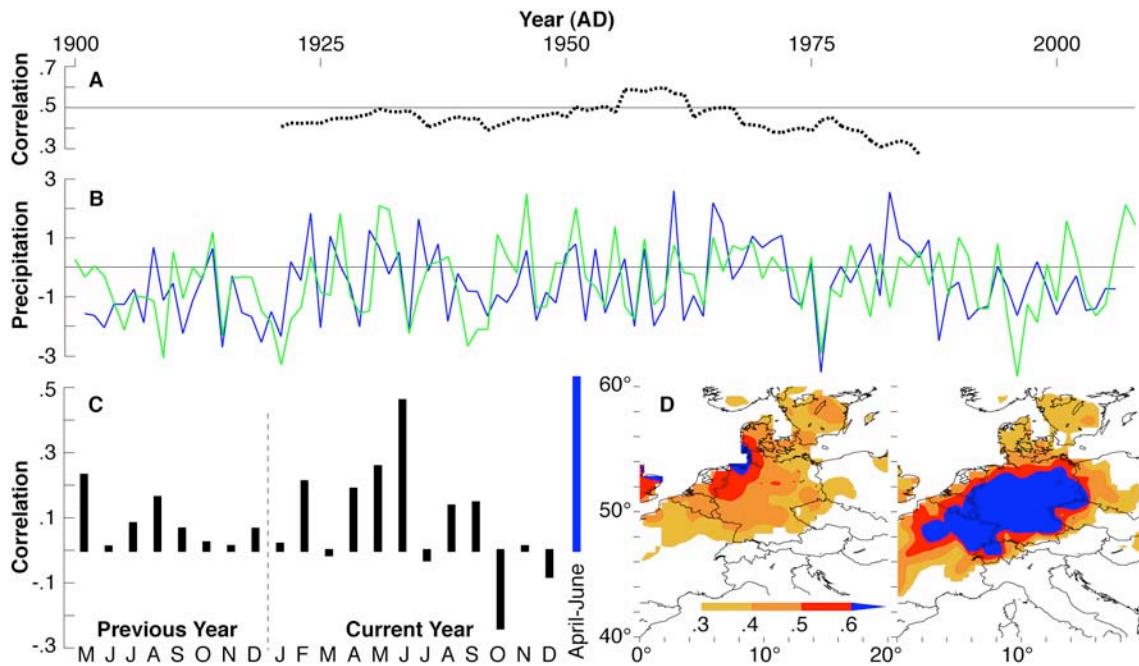 Year (AD)
1900 1925 1950 1975 2000
.7
A
.5
.3
Correlation
3
B
1
-1
-3
Precipitation
.5
C
.3
.1
-.1
-.3
Correlation
Previous Year Current Year
M J J A S O N D J F M A M J J A S O N D
April-June
60° D
50°
40°
.3 .4 .5 .6
0° 10° 20° 10°